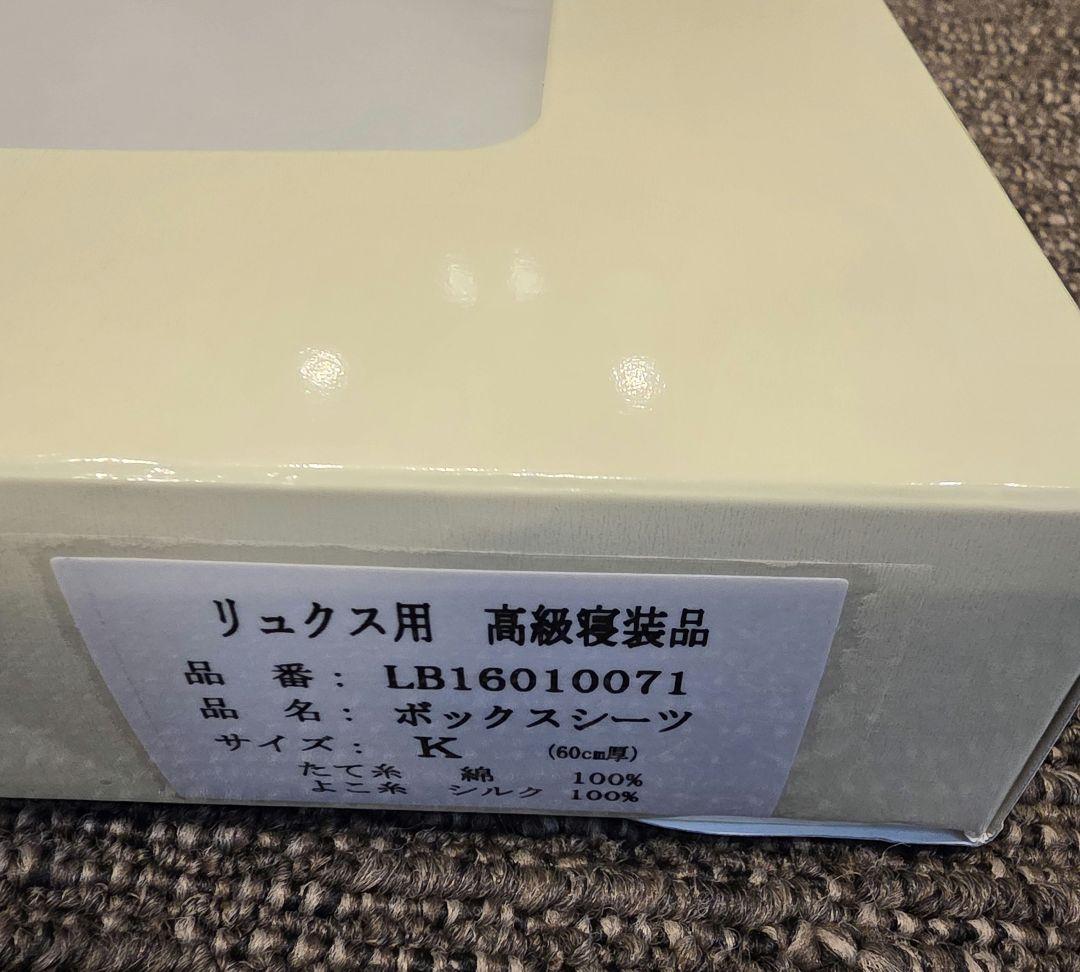 リュクス用　高級寝装品
品　番：　LB16010071
品　名：　ボックスシーツ
サイズ：　K　(60cm厚)
たて糸　綿　100%
よこ糸　シルク　100%